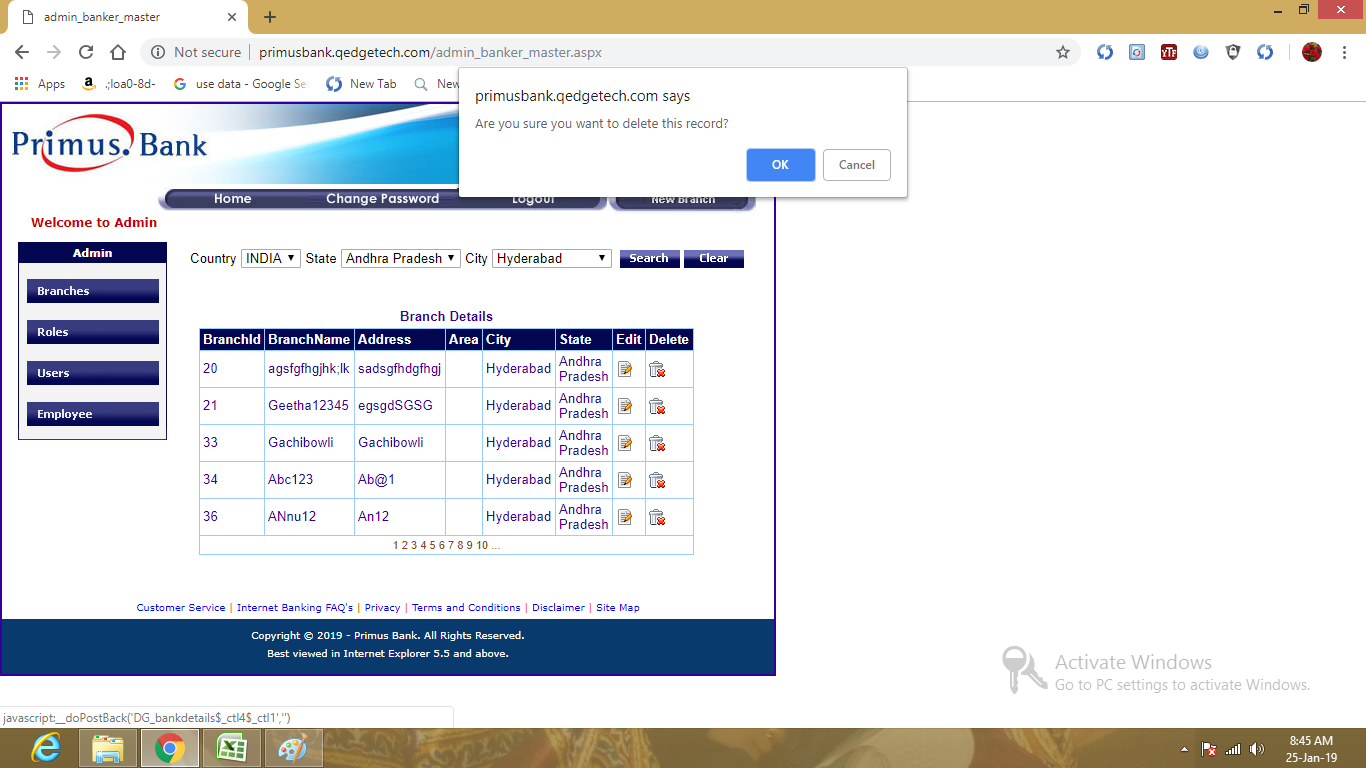 admin_banker_master
Not secure | primusbank.qedgetech.com/admin_banker_master.aspx
Apps .;loa0-8d- use data - Google Se New Tab New
primusbank.qedgetech.com says
Are you sure you want to delete this record?
OK Cancel
Primus. Bank
Home Change Password Logout New Branch
Welcome to Admin
Admin
Branches
Roles
Users
Employee
Country INDIA State Andhra Pradesh City Hyderabad Search Clear
Branch Details
BranchId BranchName Address Area City State Edit Delete
20 agsfgfhgjhk;lk sadsgfhdgfhgj Hyderabad Andhra Pradesh
21 Geetha12345 egsgdSGSG Hyderabad Andhra Pradesh
33 Gachibowli Gachibowli Hyderabad Andhra Pradesh
34 Abc123 Ab@1 Hyderabad Andhra Pradesh
36 ANnu12 An12 Hyderabad Andhra Pradesh
1 2 3 4 5 6 7 8 9 10 ...
Customer Service | Internet Banking FAQ's | Privacy | Terms and Conditions | Disclaimer | Site Map
Copyright © 2019 - Primus Bank. All Rights Reserved.
Best viewed in Internet Explorer 5.5 and above.
Activate Windows
Go to PC settings to activate Windows.
javascript:__doPostBack('DG_bankdetails$_ctl4$_ctl1','')
8:45 AM
25-Jan-19